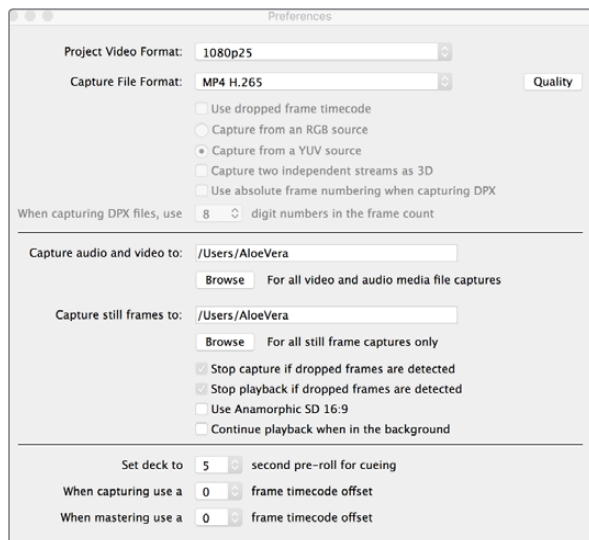 Preferences
Project Video Format: 1080p25
Capture File Format: MP4 H.265 Quality
Use dropped frame timecode
Capture from an RGB source
Capture from a YUV source
Capture two independent streams as 3D
Use absolute frame numbering when capturing DPX
When capturing DPX files, use 8 digit numbers in the frame count
Capture audio and video to: /Users/AloeVera
Browse For all video and audio media file captures
Capture still frames to: /Users/AloeVera
Browse For all still frame captures only
Stop capture if dropped frames are detected
Stop playback if dropped frames are detected
Use Anamorphic SD 16:9
Continue playback when in the background
Set deck to 5 second pre-roll for cueing
When capturing use a 0 frame timecode offset
When mastering use a 0 frame timecode offset